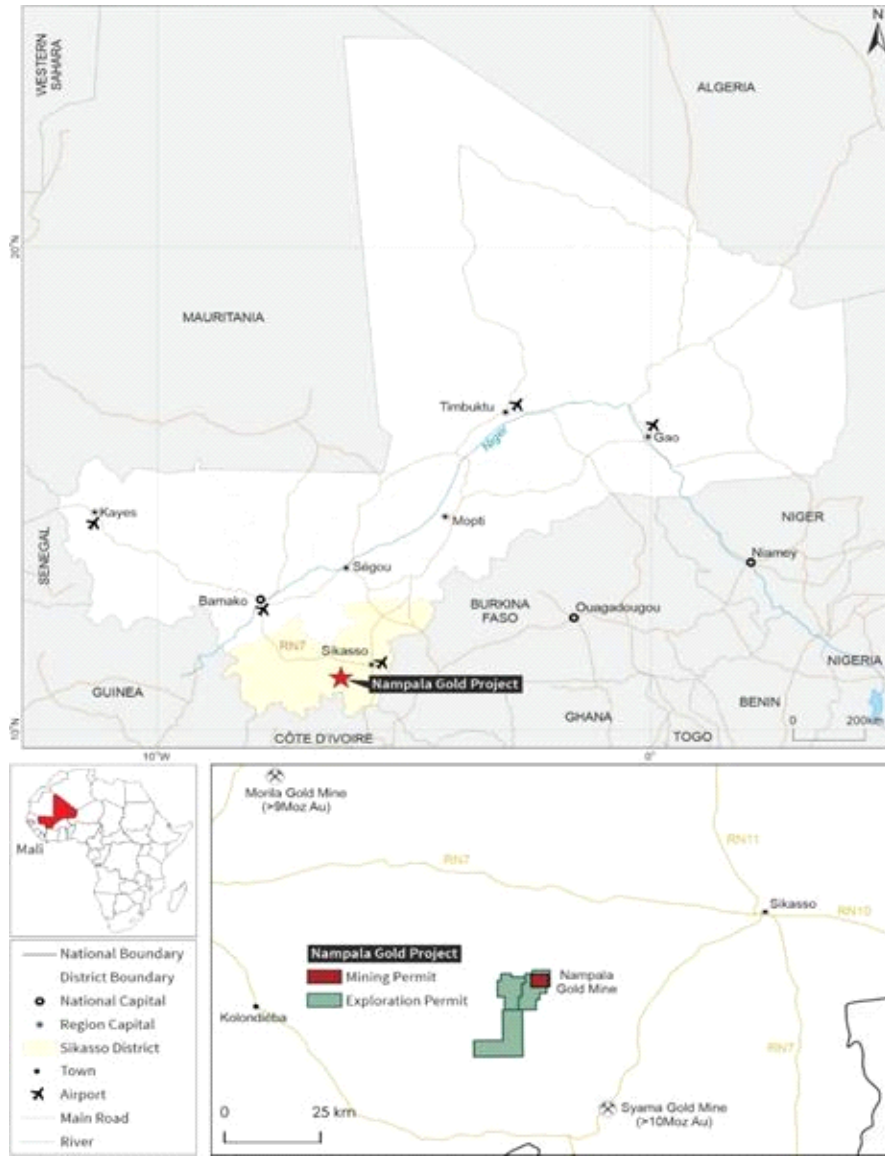 N
WESTERN
SAHARA
ALGERIA
20°N
MAURITANIA
Timbuktu
Niger
Gao
Kayes
Mopti
SENEGAL
NIGER
Niamey
Ségou
Bamako
BURKINA
FASO
Ouagadougou
RN7
Sikasso
NIGERIA
Nampala Gold Project
GUINEA
BENIN
GHANA
0 200km
10°N
CÔTE D'IVOIRE
TOGO
10°W
0°
Mali
National Boundary
District Boundary
National Capital
Region Capital
Sikasso District
Town
Airport
Main Road
River
Morila Gold Mine
(>9Moz Au)
RN11
RN7
Sikasso
RN10
Nampala Gold Project
Mining Permit
Exploration Permit
Nampala
Gold Mine
Kolondiéba
RN7
0 25 km
Syama Gold Mine
(>10Moz Au)